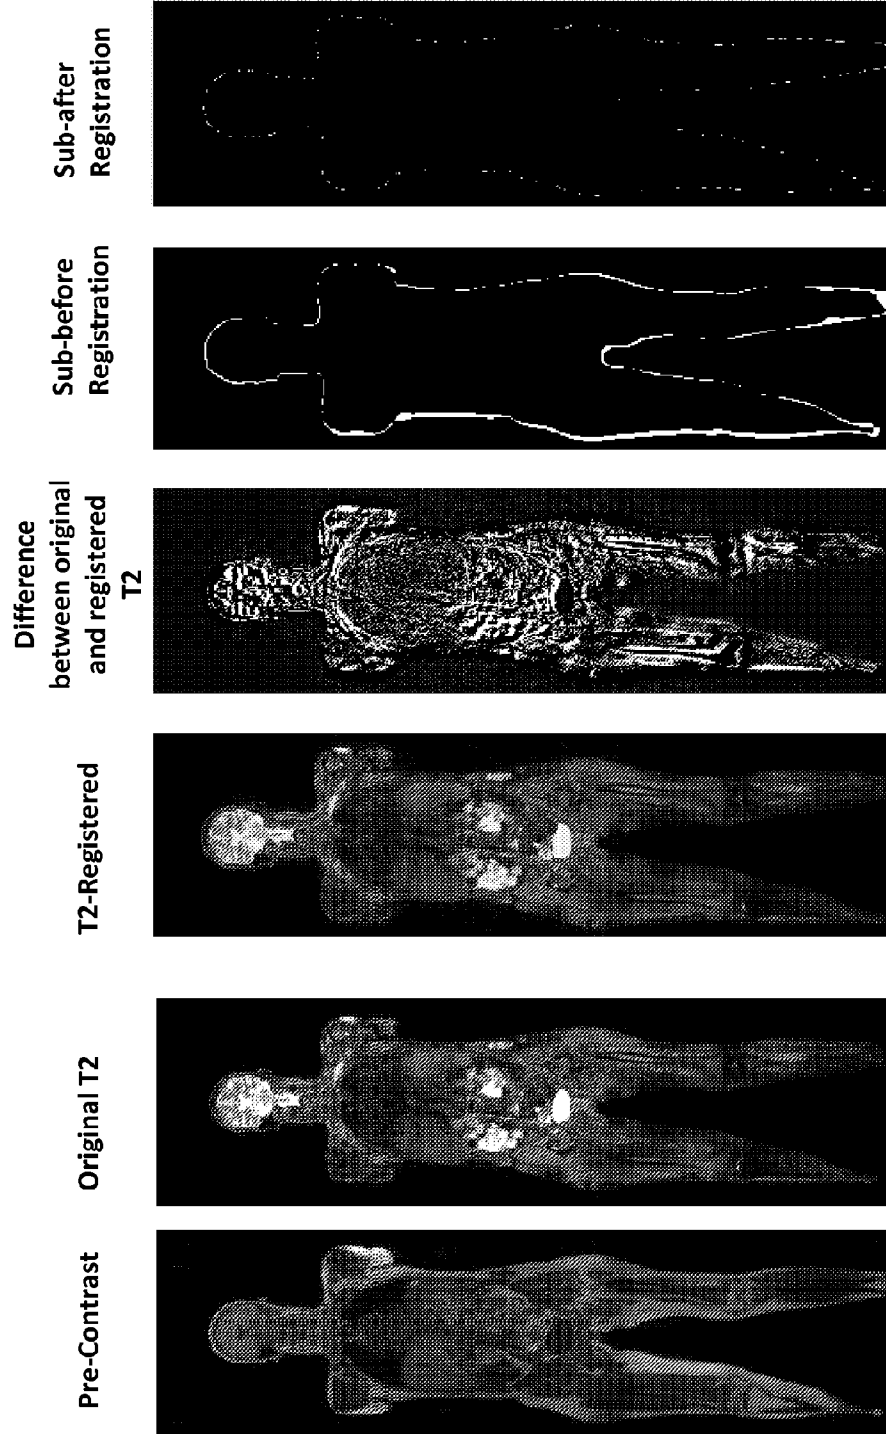 Pre-Contrast
Original T2
T2-Registered
Difference
between original
and registered
T2
Sub-before
Registration
Sub-after
Registration